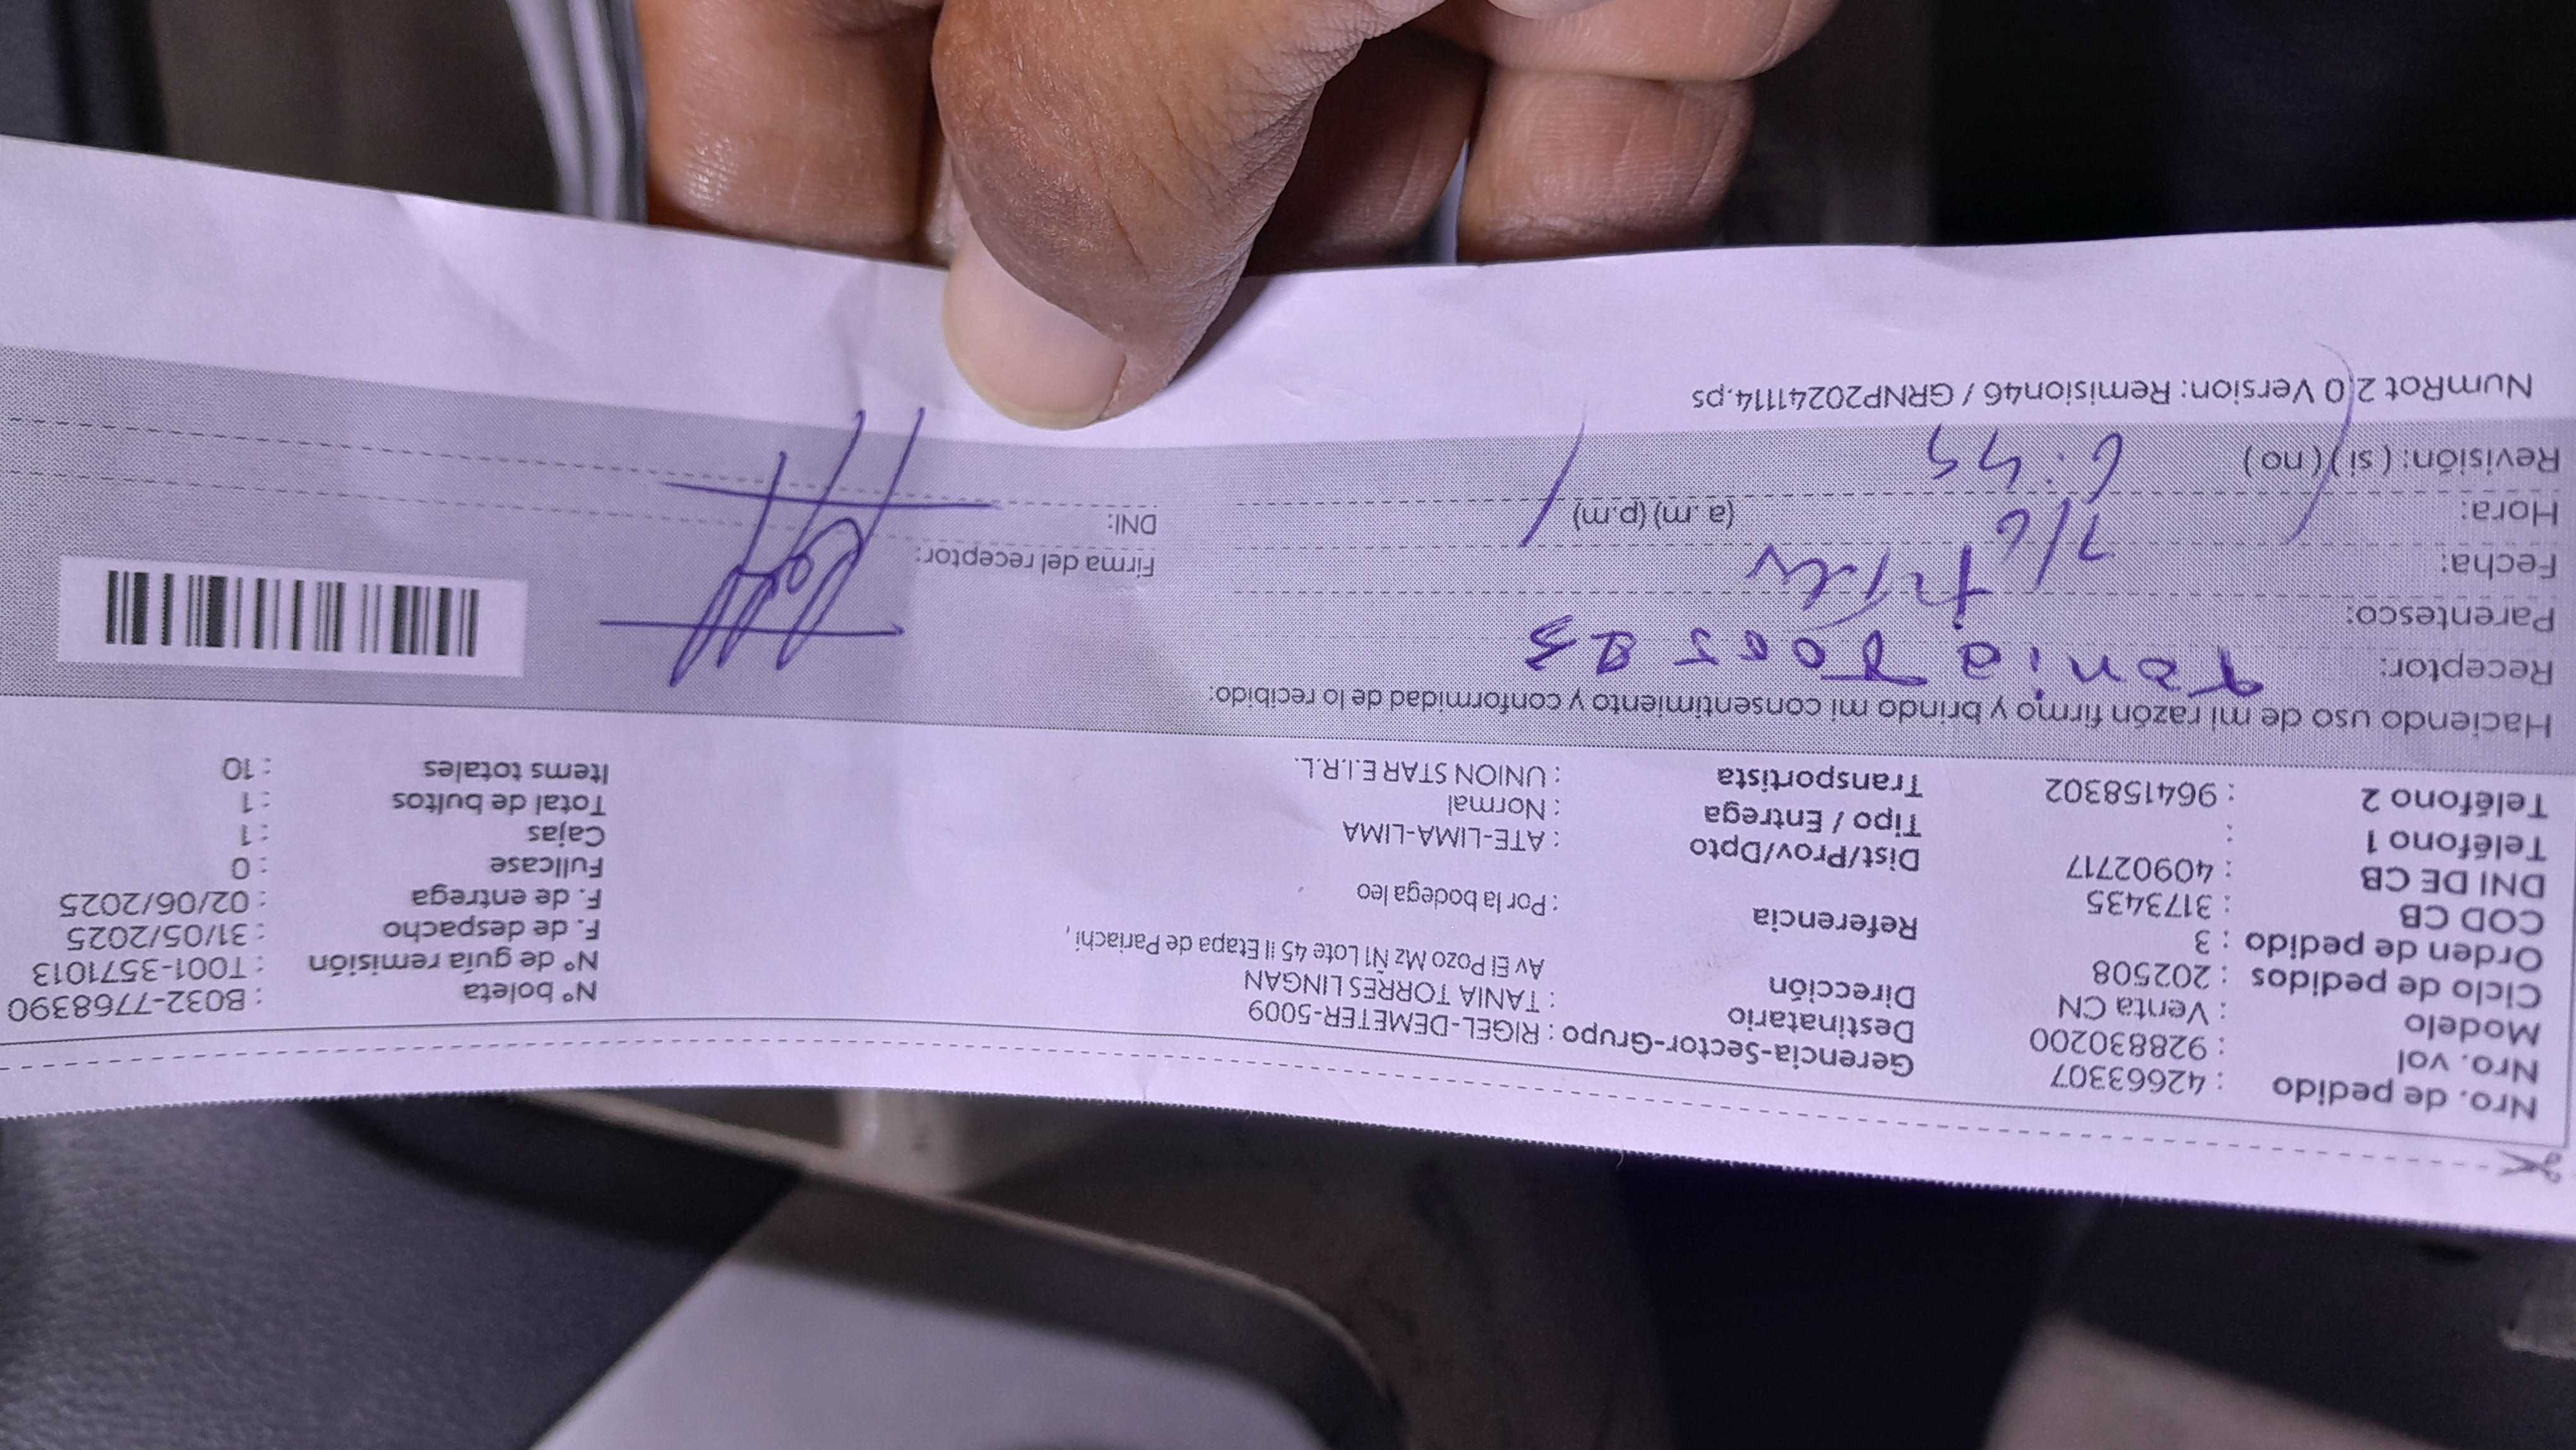 Nro. de pedido : 42663307 Gerencia-Sector-Grupo : RIGEL-DEMETER-5009 Nº boleta : B032-7768390
Nro. vol : 928830200 Destinatario : TANIA TORRES LINGAN Nº de guía remisión : T001-3571013
Modelo : Venta CN Dirección Av El Pozo Mz Ñ1 Lote 45 II Etapa de Pariachi , F. de despacho : 31/05/2025
Ciclo de pedidos : 202508 F. de entrega : 02/06/2025
Orden de pedido : 3 Referencia : Por la bodega leo Fullcase : 0
COD CB : 3173435 Dist/Prov/Dpto : ATE-LIMA-LIMA Cajas : 1
DNI DE CB : 40902717 Tipo / Entrega : Normal Total de bultos : 1
Teléfono 1 : Transportista : UNION STAR E.I.R.L. Items totales : 10
Teléfono 2 : 964158302
Haciendo uso de mi razón firmo y brindo mi consentimiento y conformidad de lo recibido:
Receptor: Tania
Parentesco:
Fecha: Firma del receptor:
Hora: (a.m) (p.m) DNI:
Revisión: ( si ) ( no )
NumRot 2.0 Version: Remision46 / GRNP20241114.ps